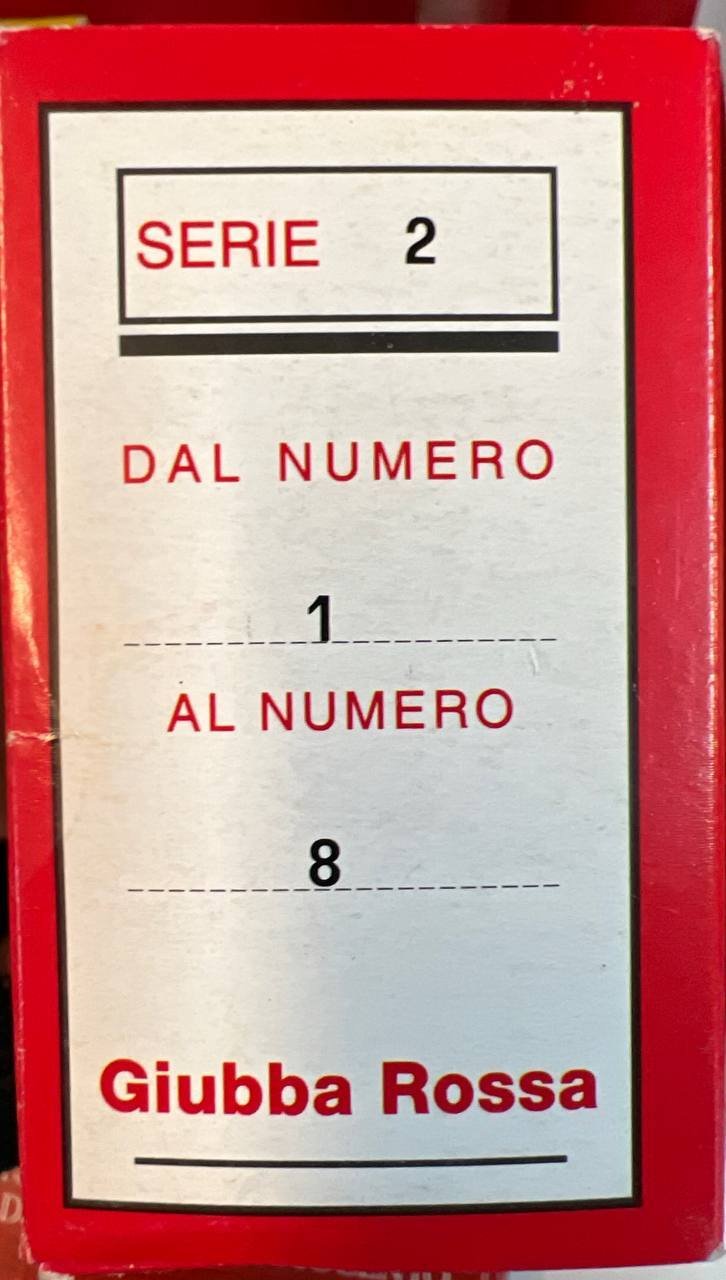 SERIE 2
DAL NUMERO
1
AL NUMERO
8
Giubba Rossa